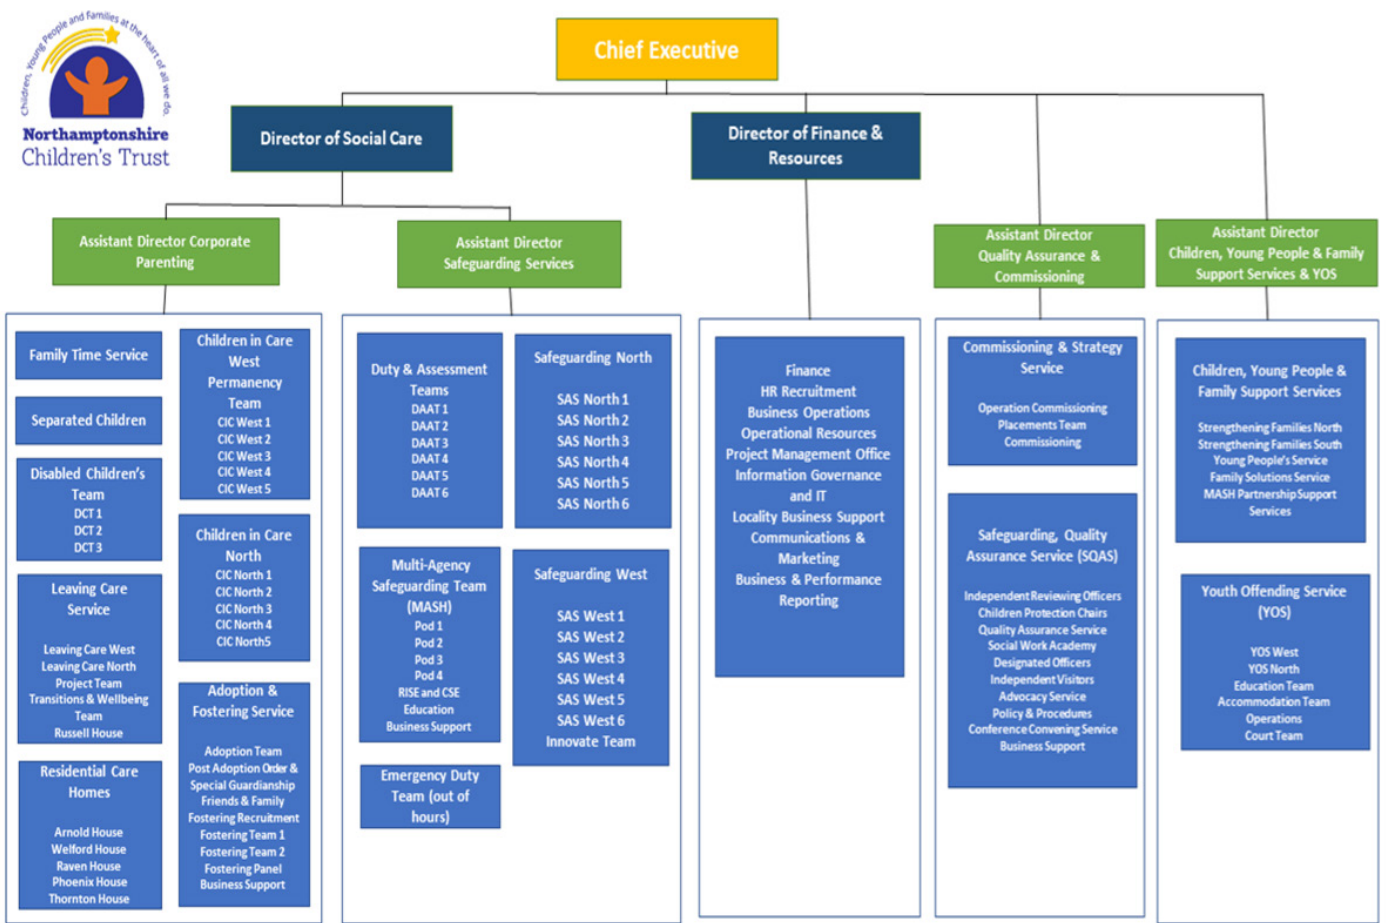 Children, Young People and Families at the heart of all we do.
Northamptonshire
Children's Trust
Chief Executive
Director of Social Care
Director of Finance &
Resources
Assistant Director Corporate
Parenting
Assistant Director
Safeguarding Services
Assistant Director
Quality Assurance &
Commissioning
Assistant Director
Children, Young People & Family
Support Services & YOS
Family Time Service
Separated Children
Disabled Children's
Team
DCT 1
DCT 2
DCT 3
Leaving Care
Service
Leaving Care West
Leaving Care North
Project Team
Transitions & Wellbeing
Team
Russell House
Residential Care
Homes
Arnold House
Welford House
Raven House
Phoenix House
Thornton House
Children in Care
West
Permanency
Team
CIC West 1
CIC West 2
CIC West 3
CIC West 4
CIC West 5
Children in Care
North
CIC North 1
CIC North 2
CIC North 3
CIC North 4
CIC North5
Adoption &
Fostering Service
Adoption Team
Post Adoption Order &
Special Guardianship
Friends & Family
Fostering Recruitment
Fostering Team 1
Fostering Team 2
Fostering Panel
Business Support
Duty & Assessment
Teams
DAAT 1
DAAT 2
DAAT 3
DAAT 4
DAAT 5
DAAT 6
Multi-Agency
Safeguarding Team
(MASH)
Pod 1
Pod 2
Pod 3
Pod 4
RISE and CSE
Education
Business Support
Emergency Duty
Team (out of
hours)
Safeguarding North
SAS North 1
SAS North 2
SAS North 3
SAS North 4
SAS North 5
SAS North 6
Safeguarding West
SAS West 1
SAS West 2
SAS West 3
SAS West 4
SAS West 5
SAS West 6
Innovate Team
Finance
HR Recruitment
Business Operations
Operational Resources
Project Management Office
Information Governance
and IT
Locality Business Support
Communications &
Marketing
Business & Performance
Reporting
Commissioning & Strategy
Service
Operation Commissioning
Placements Team
Commissioning
Safeguarding, Quality
Assurance Service (SQAS)
Independent Reviewing Officers
Children Protection Chairs
Quality Assurance Service
Social Work Academy
Designated Officers
Independent Visitors
Advocacy Service
Policy & Procedures
Conference Convening Service
Business Support
Children, Young People &
Family Support Services
Strengthening Families North
Strengthening Families South
Young People's Service
Family Solutions Service
MASH Partnership Support
Services
Youth Offending Service
(YOS)
YOS West
YOS North
Education Team
Accommodation Team
Operations
Court Team